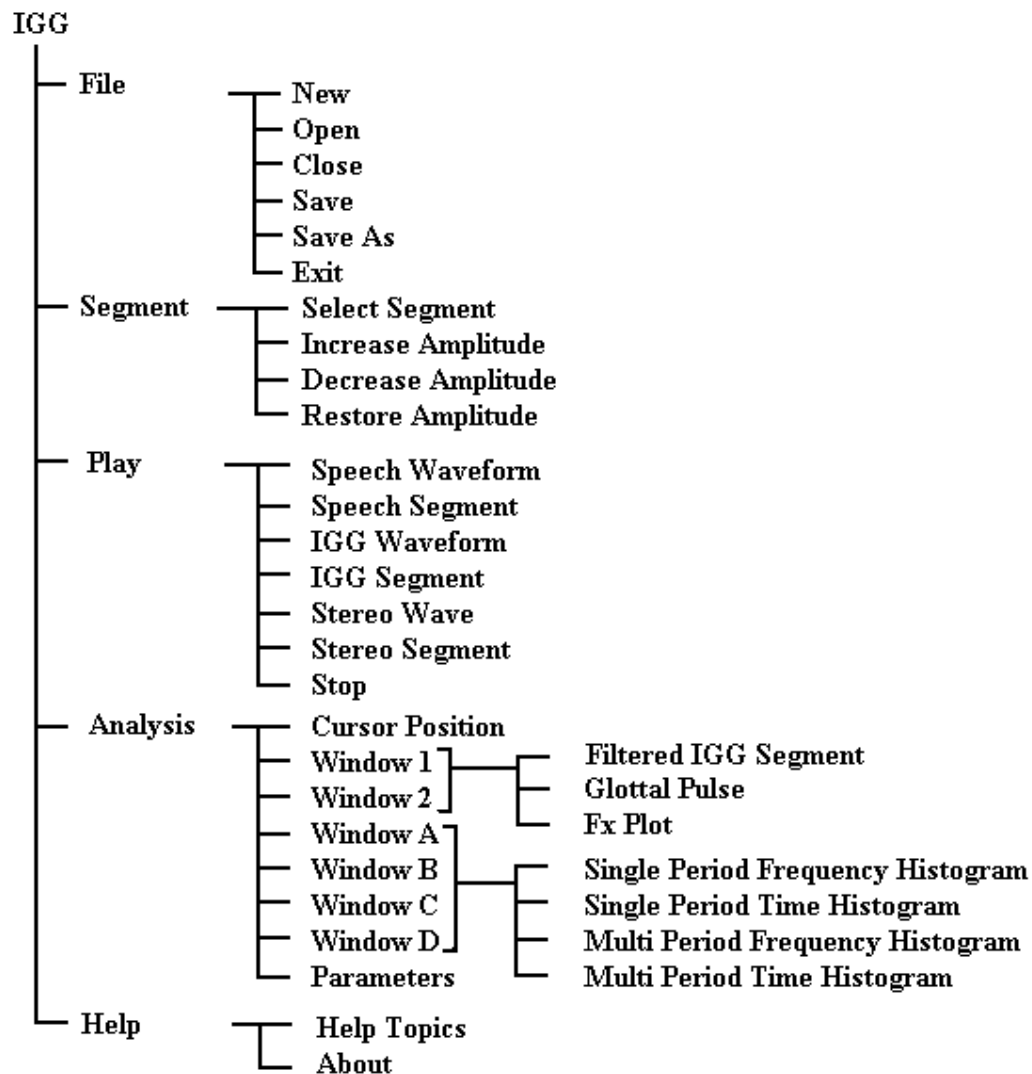 IGG
File
New
Open
Close
Save
Save As
Exit
Segment
Select Segment
Increase Amplitude
Decrease Amplitude
Restore Amplitude
Play
Speech Waveform
Speech Segment
IGG Waveform
IGG Segment
Stereo Wave
Stereo Segment
Stop
Analysis
Cursor Position
Window 1
Window 2
Filtered IGG Segment
Glottal Pulse
Fx Plot
Window A
Window B
Window C
Window D
Single Period Frequency Histogram
Single Period Time Histogram
Multi Period Frequency Histogram
Multi Period Time Histogram
Parameters
Help
Help Topics
About